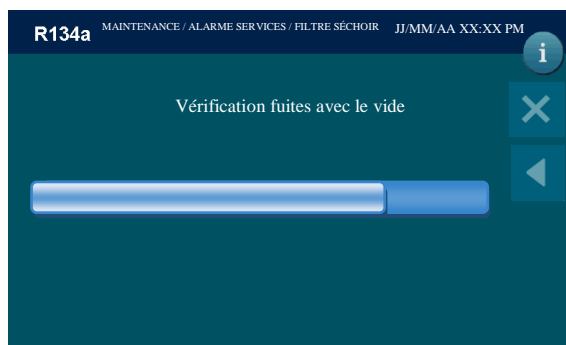 R134a MAINTENANCE / ALARME SERVICES / FILTRE SÉCHOIR JJ/MM/AA XX:XX PM
i
Vérification fuites avec le vide